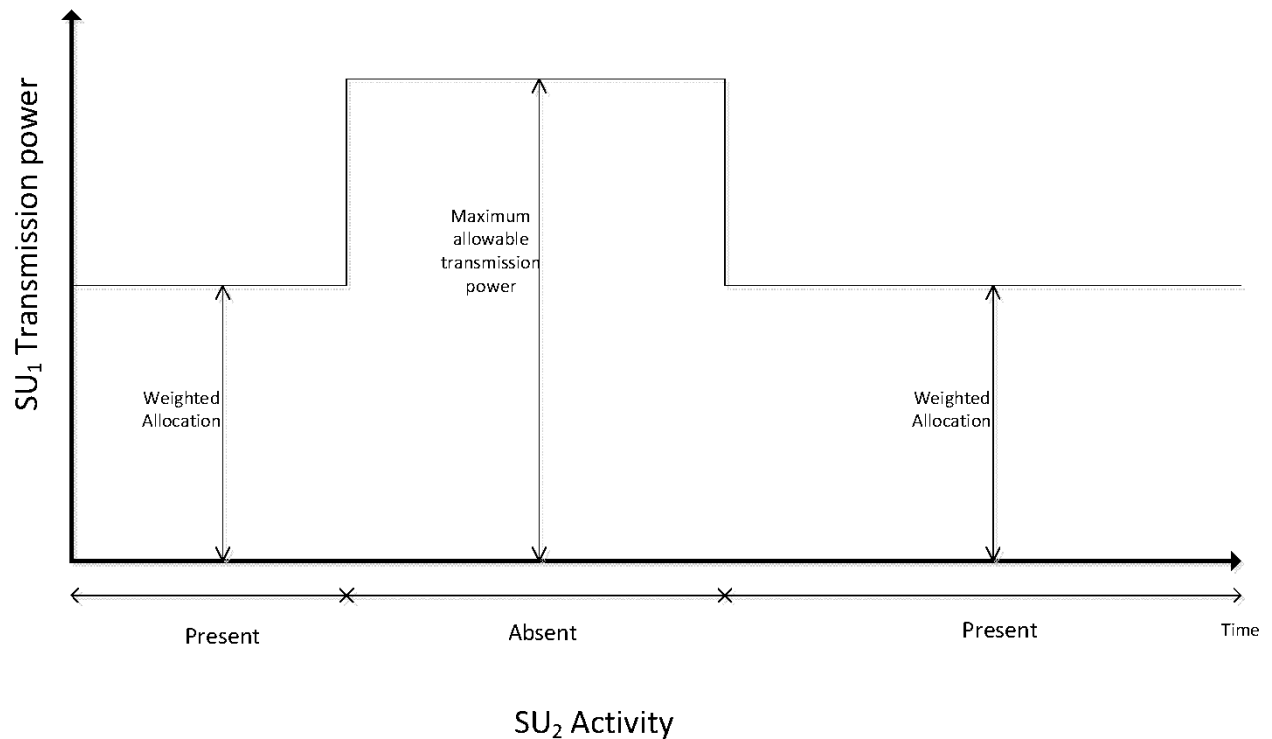 SU₁ Transmission power
Maximum
allowable
transmission
power
Weighted
Allocation
Weighted
Allocation
Present
Absent
Present
Time
SU₂ Activity